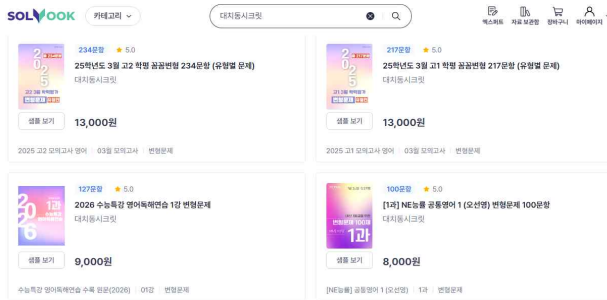 SOLVOOK
카테고리
대치동시크릿
엑스퍼트 자료 보관함 장바구니 마이페이지
234문항 5.0
25학년도 3월 고2 학평 꼼꼼변형 234문항 (유형별 문제)
대치동시크릿
샘플 보기
13,000원
2025 고2 모의고사 영어 03월 모의고사 변형문제
217문항 5.0
25학년도 3월 고1 학평 꼼꼼변형 217문항 (유형별 문제)
대치동시크릿
샘플 보기
13,000원
2025 고1 모의고사 영어 03월 모의고사 변형문제
127문항 5.0
2026 수능특강 영어독해연습 1강 변형문제
대치동시크릿
샘플 보기
9,000원
수능특강 영어독해연습 수록 원문(2026) 01강 변형문제
100문항 5.0
[1과] NE능률 공통영어 1 (오선영) 변형문제 100문항
대치동시크릿
변형문제 100제
1과
샘플 보기
8,000원
[NE능률] 공통영어 1 (오선영) 1과 변형문제